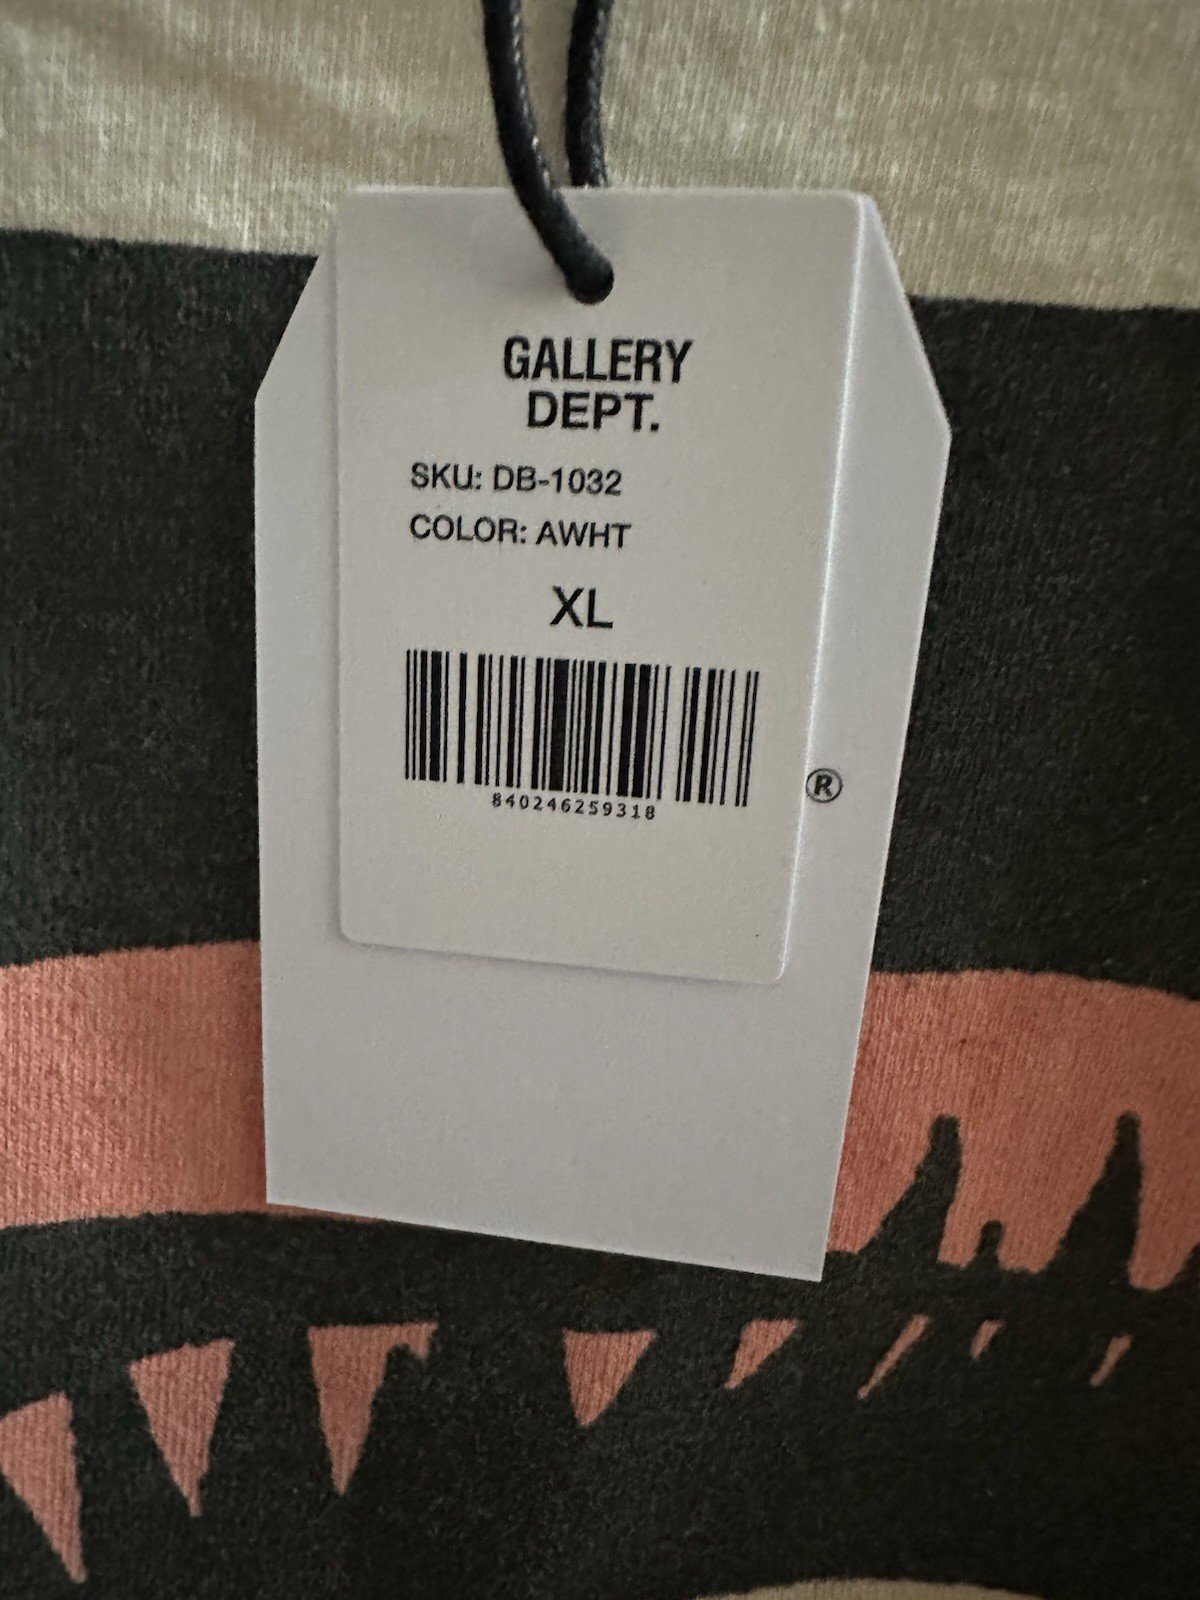 GALLERY
DEPT.
SKU: DB-1032
COLOR: AWHT
XL
840246259318
®